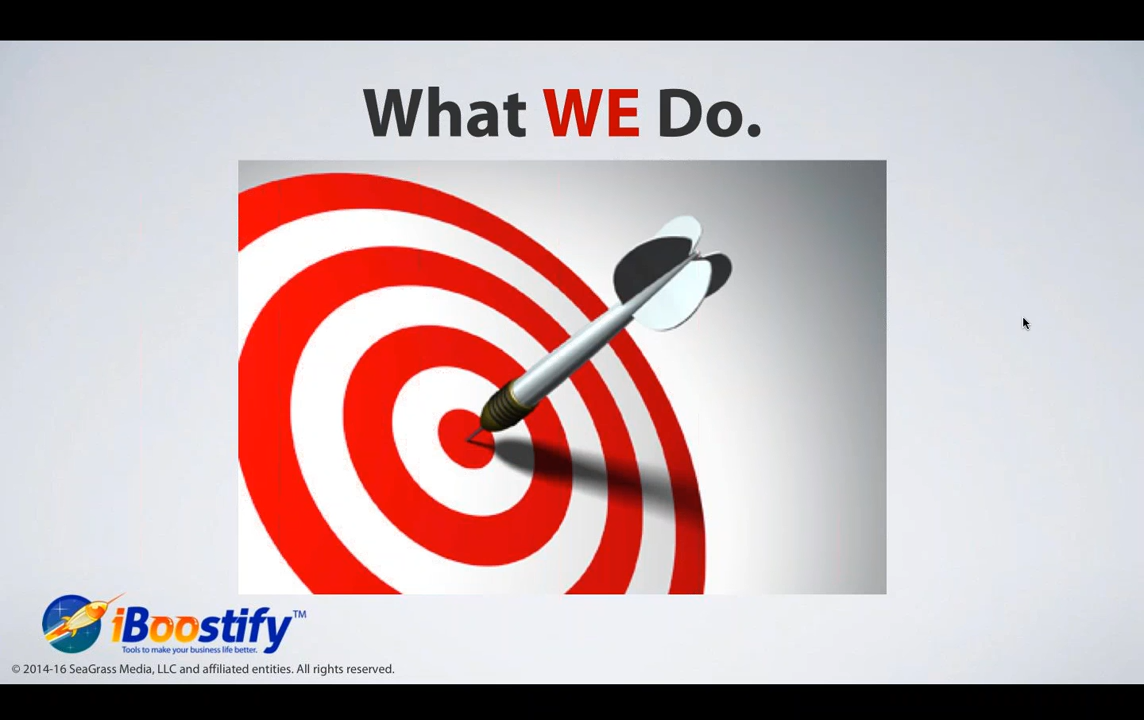 What WE Do.
iBoostify™
Tools to make your business life better.
© 2014-16 SeaGrass Media, LLC and affiliated entities. All rights reserved.